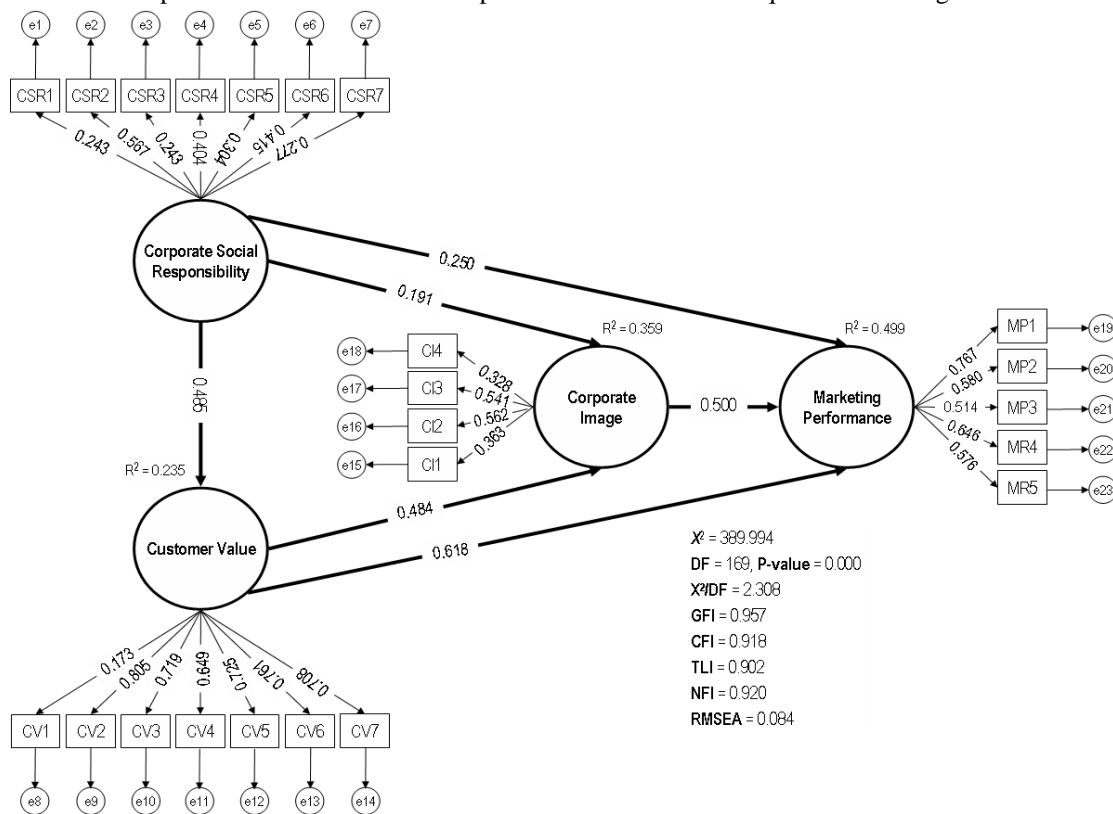 e1 e2 e3 e4 e5 e6 e7
CSR1 CSR2 CSR3 CSR4 CSR5 CSR6 CSR7
0.243 0.567 0.243 0.404 0.304 0.415 0.277
Corporate Social
Responsibility
0.250
0.191
0.485
R² = 0.359
R² = 0.499
e18 CI4 0.328
e17 CI3 0.541
e16 CI2 0.562
e15 CI1 0.363
Corporate
Image
0.500
Marketing
Performance
0.767 MP1 e19
0.580 MP2 e20
0.514 MP3 e21
0.646 MR4 e22
0.576 MR5 e23
R² = 0.235
Customer Value
0.484
0.618
X² = 389.994
DF = 169, P-value = 0.000
X²/DF = 2.308
GFI = 0.957
CFI = 0.918
TLI = 0.902
NFI = 0.920
RMSEA = 0.084
0.173 0.805 0.719 0.649 0.725 0.761 0.708
CV1 CV2 CV3 CV4 CV5 CV6 CV7
e8 e9 e10 e11 e12 e13 e14